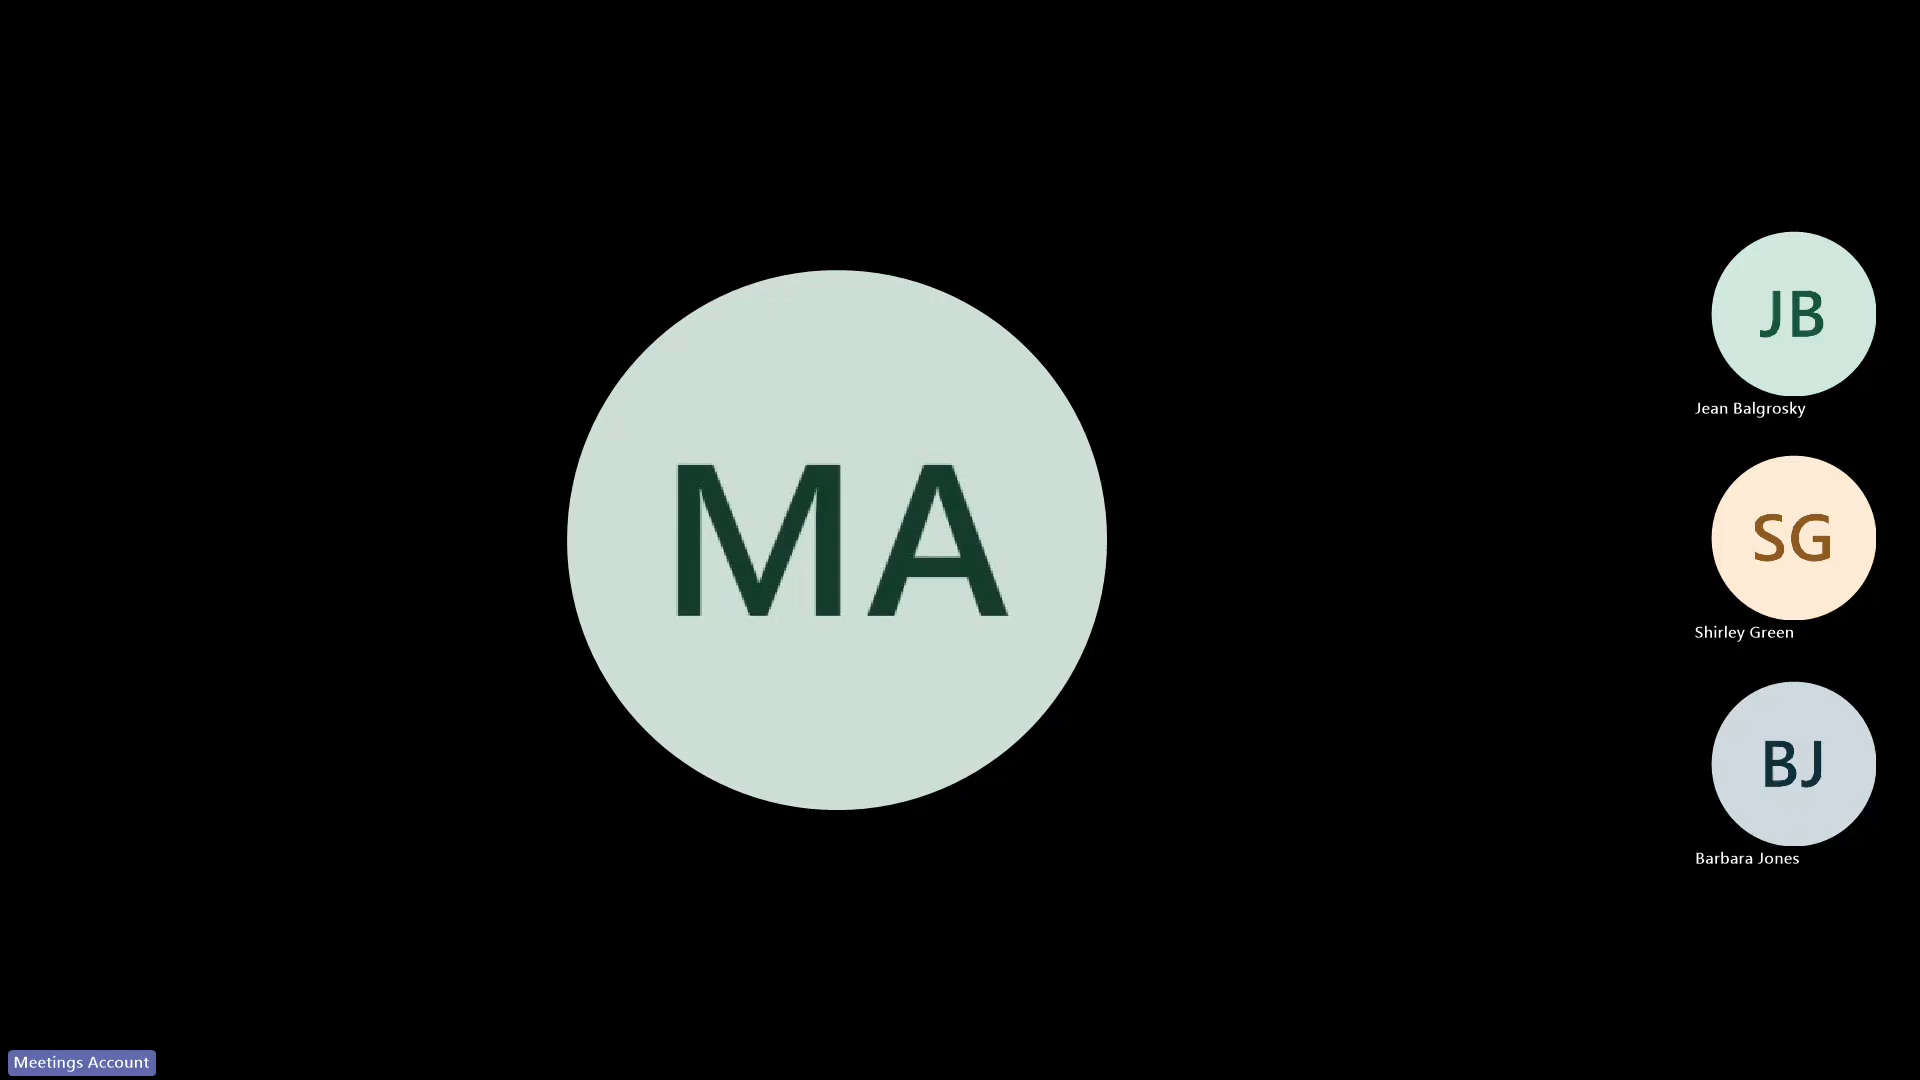 MA
JB
Jean Balgrosky
SG
Shirley Green
BJ
Barbara Jones
Meetings Account